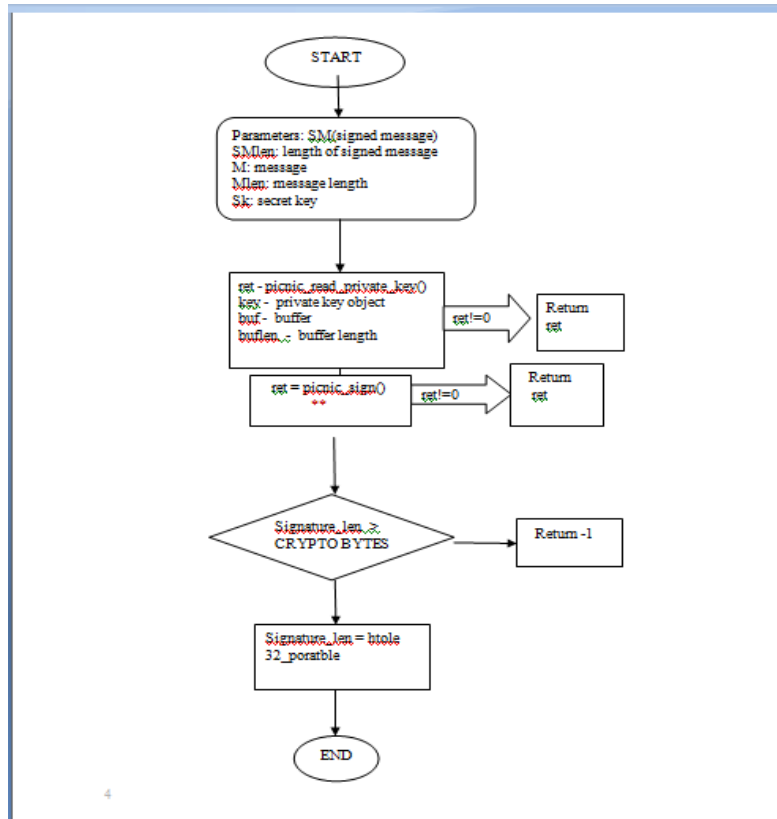 START
Parameters: SM(signed message)
SMlen: length of signed message
M: message
Mlen: message length
Sk: secret key
ret - picnic_read_private_key()
key - private key object
buf - buffer
buflen - buffer length
ret!=0
Return
ret
ret = picnic_sign()
**
ret!=0
Return
ret
Signature_len >
CRYPTO BYTES
Return -1
Signature_len = htole
32_poratble
END
4